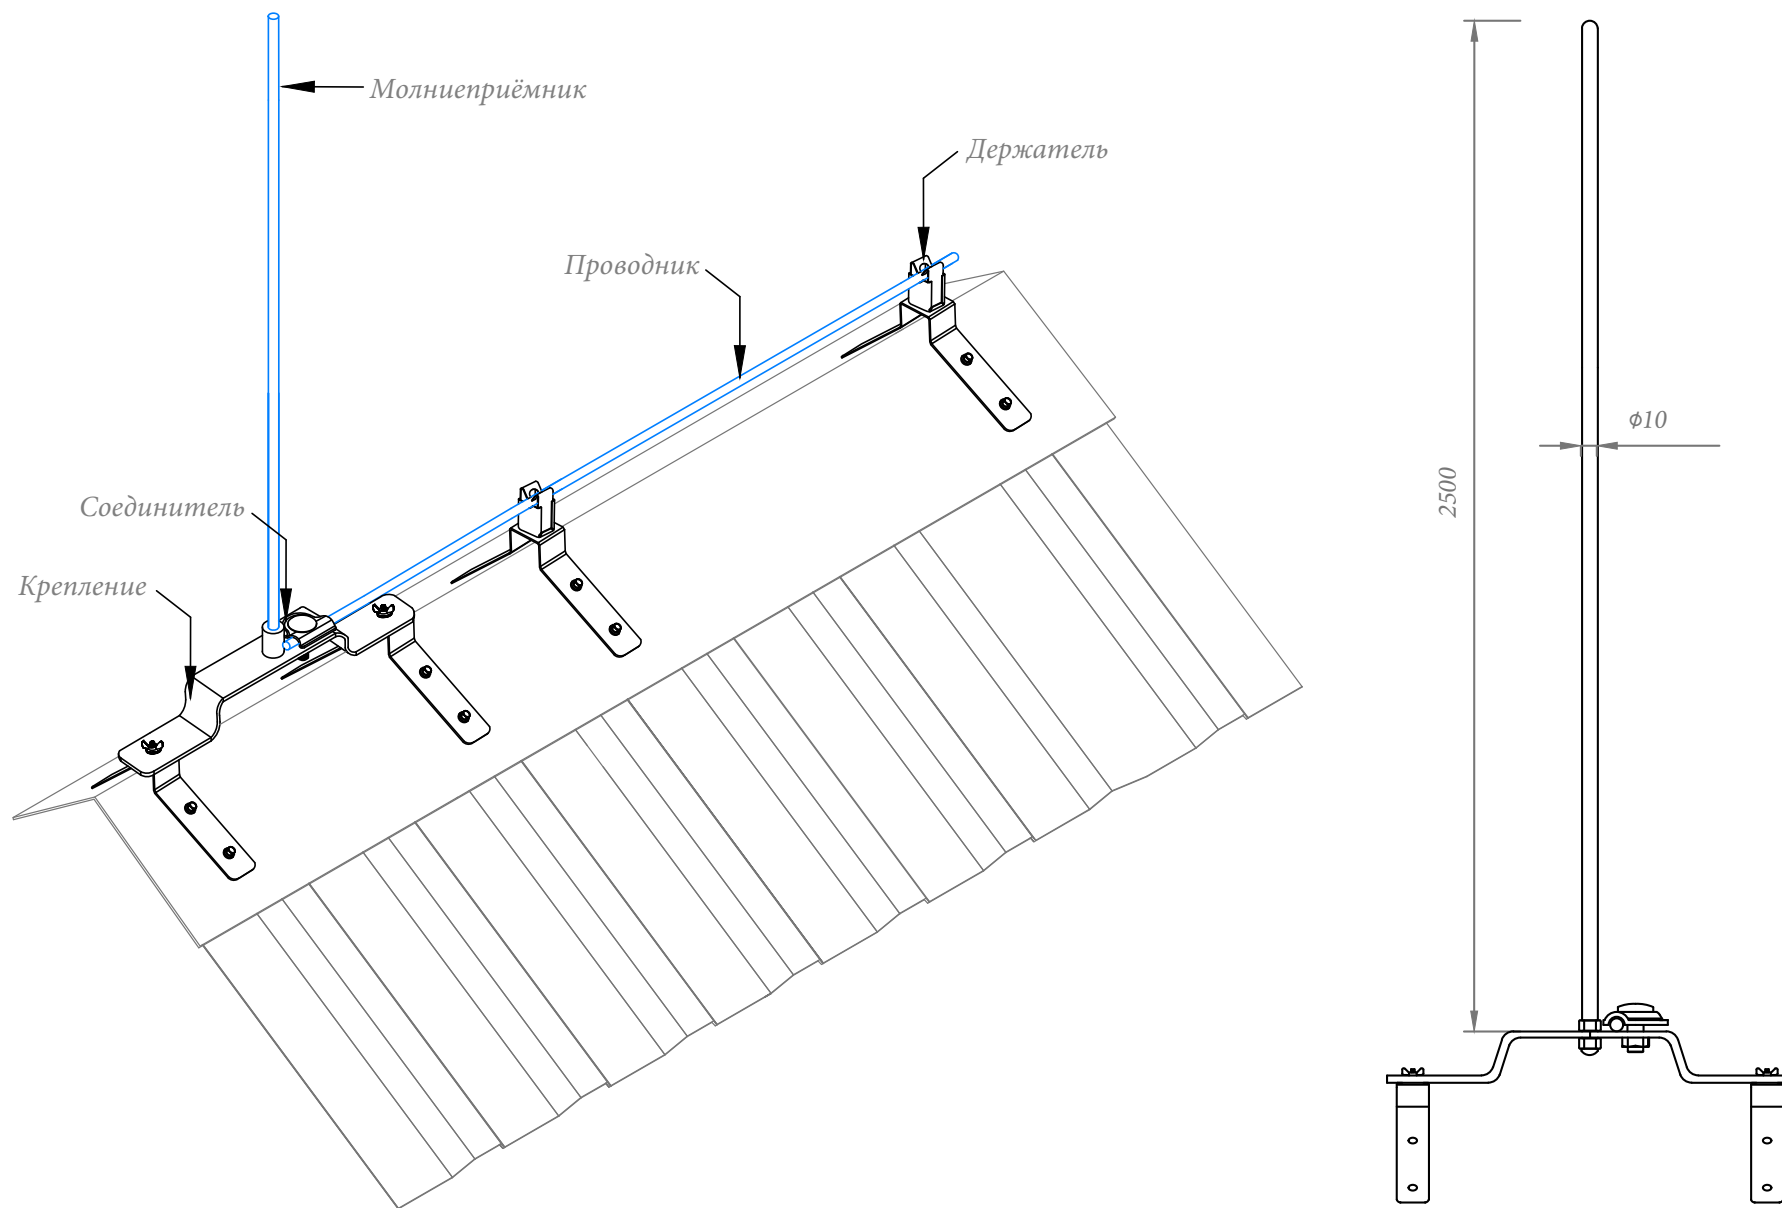 Молниеприёмник
Держатель
Проводник
Соединитель
Крепление
2500
ϕ10